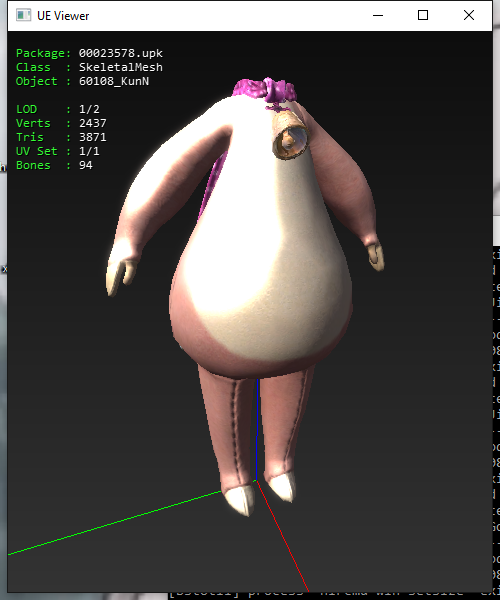 UE Viewer
Package: 00023578.upk
Class : SkeletalMesh
Object : 60108_KunN
LOD : 1/2
Verts : 2437
Tris : 3871
UV Set : 1/1
Bones : 94